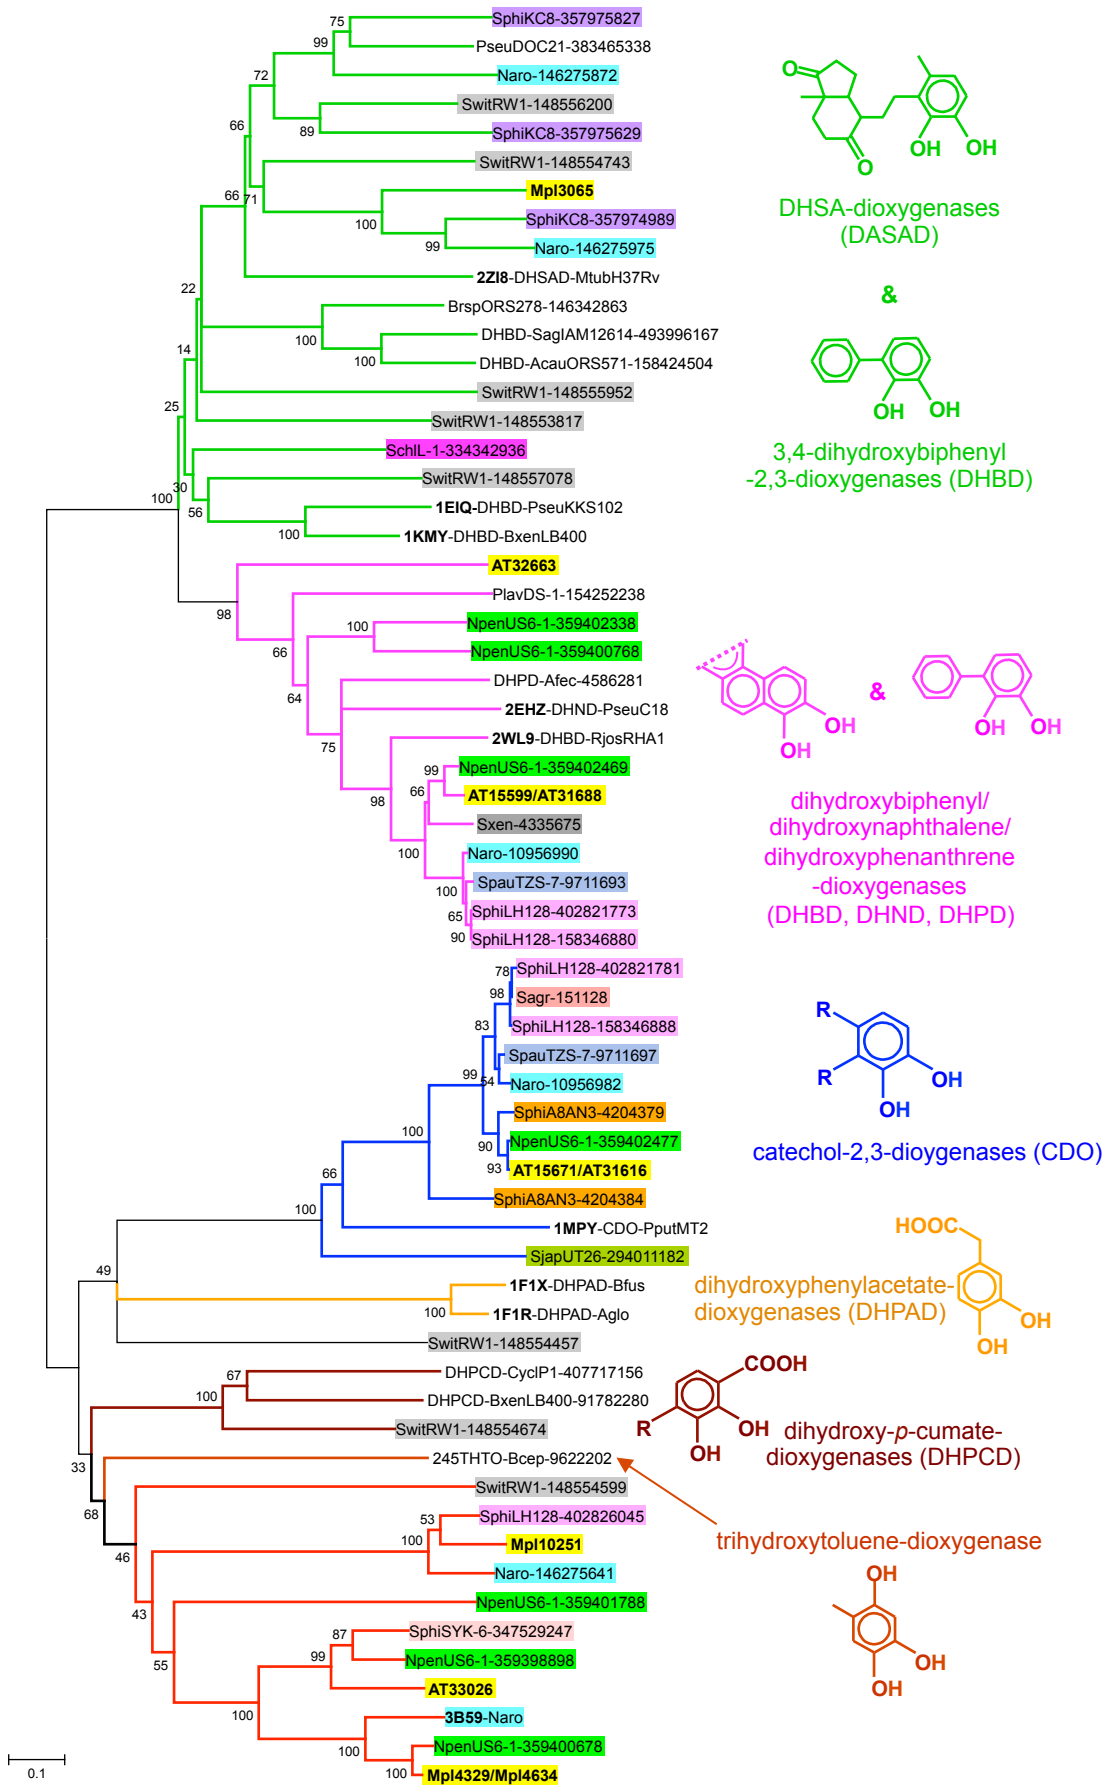 SphiKC8-357975827
PseuDOC21-383465338
Naro-146275872
SwitRW1-148556200
SphiKC8-357975629
SwitRW1-148554743
Mpl3065
SphiKC8-357974989
Naro-146275975
2ZI8-DHSAD-MtubH37Rv
BrspORS278-146342863
DHBD-SagIAM12614-493996167
DHBD-AcauORS571-158424504
SwitRW1-148555952
SwitRW1-148553817
SchIL-1-334342936
SwitRW1-148557078
1EIQ-DHBD-PseuKKS102
1KMY-DHBD-BxenLB400
AT32663
PlavDS-1-154252238
NpenUS6-1-359402338
NpenUS6-1-359400768
DHPD-Afec-4586281
2EHZ-DHND-PseuC18
2WL9-DHBD-RjosRHA1
NpenUS6-1-359402469
AT15599/AT31688
Sxen-4335675
Naro-10956990
SpauTZS-7-9711693
SphiLH128-402821773
SphiLH128-158346880
SphiLH128-402821781
Sagr-151128
SphiLH128-158346888
SpauTZS-7-9711697
Naro-10956982
SphiA8AN3-4204379
NpenUS6-1-359402477
AT15671/AT31616
SphiA8AN3-4204384
1MPY-CDO-PputMT2
SjapUT26-294011182
1F1X-DHPAD-Bfus
1F1R-DHPAD-Aglo
SwitRW1-148554457
DHPCD-CyclP1-407717156
DHPCD-BxenLB400-91782280
SwitRW1-148554674
245THTO-Bcep-9622202
SwitRW1-148554599
SphiLH128-402826045
Mpl10251
Naro-146275641
NpenUS6-1-359401788
SphiSYK-6-347529247
NpenUS6-1-359398898
AT33026
3B59-Naro
NpenUS6-1-359400678
Mpl4329/Mpl4634
75
99
72
89
66
71
66
100
99
22
100
100
14
25
30
56
100
100
98
66
100
64
75
98
99
66
100
100
65
90
78
98
83
54
99
90
93
100
66
100
49
100
67
100
33
68
46
53
100
43
87
99
55
100
100
100
0.1
O
O
OH
OH
DHSA-dioxygenases
(DASAD)
&
OH
OH
3,4-dihydroxybiphenyl
-2,3-dioxygenases (DHBD)
OH
OH
&
OH
OH
dihydroxybiphenyl/
dihydroxynaphthalene/
dihydroxyphenanthrene
-dioxygenases
(DHBD, DHND, DHPD)
R
R
OH
OH
catechol-2,3-dioygenases (CDO)
HOOC
OH
OH
dihydroxyphenylacetate-
dioxygenases (DHPAD)
COOH
R
OH
OH
dihydroxy-p-cumate-
dioxygenases (DHPCD)
trihydroxytoluene-dioxygenase
OH
OH
OH